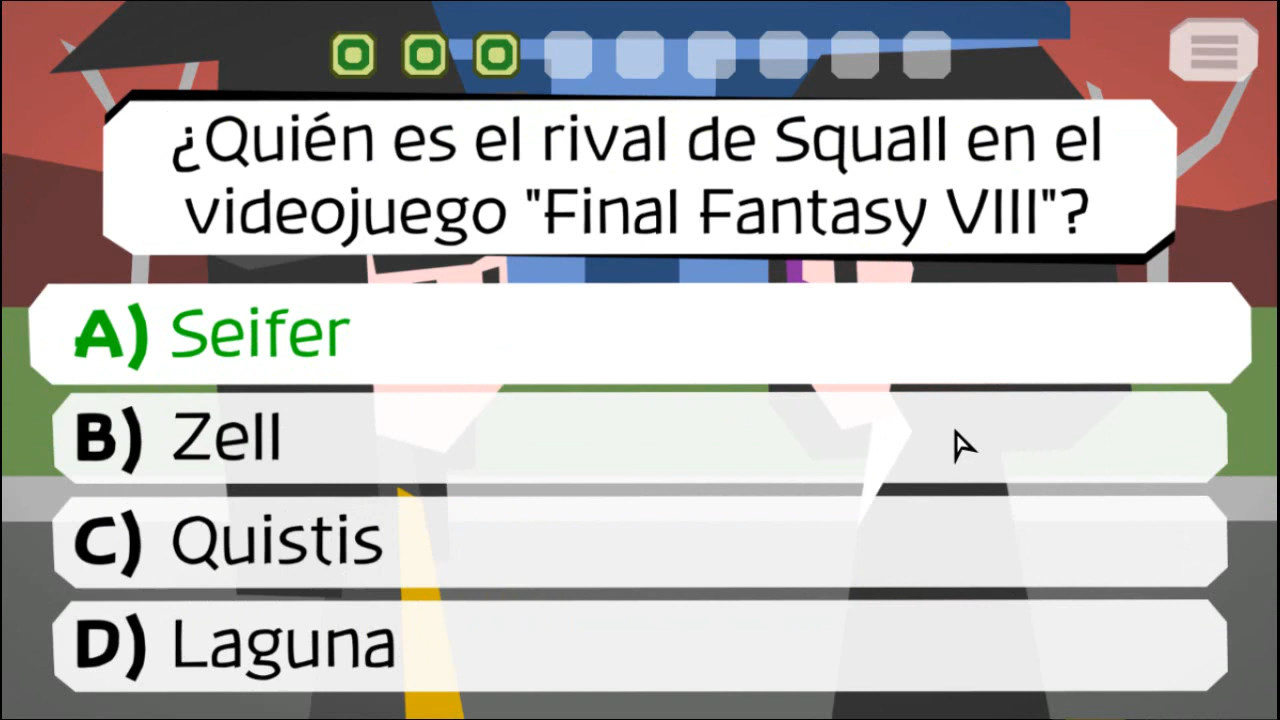 ¿Quién es el rival de Squall en el
videojuego "Final Fantasy VIII"?
A) Seifer
B) Zell
C) Quistis
D) Laguna